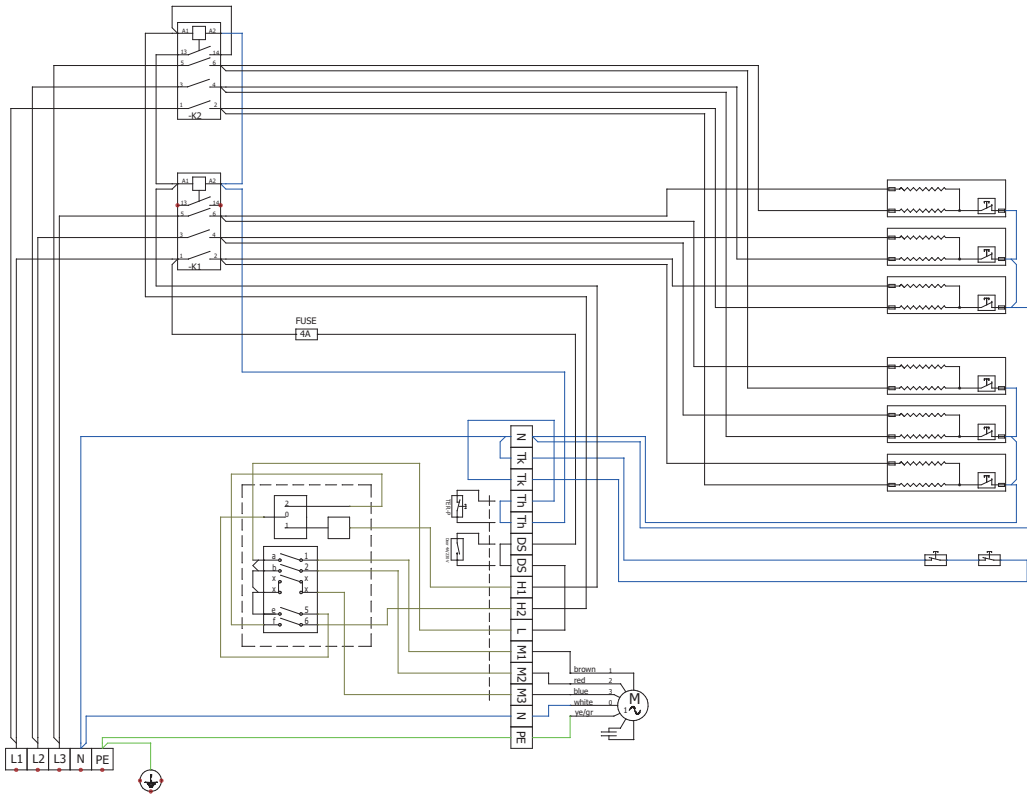 A1 A2
13 14
5 6
3 4
1 2
-K2
A1 A2
13 14
5 6
3 4
1 2
-K1
FUSE
4A
N
Tk
Tk
Th
Th
DS
DS
H1
H2
L
M1
M2
M3
N
PE
2
0
1
a 1
b 2
x x
x x
e 5
f 6
brown 1
red 2
blue 3
white 0
ye/gr
M
1
L1 L2 L3 N PE